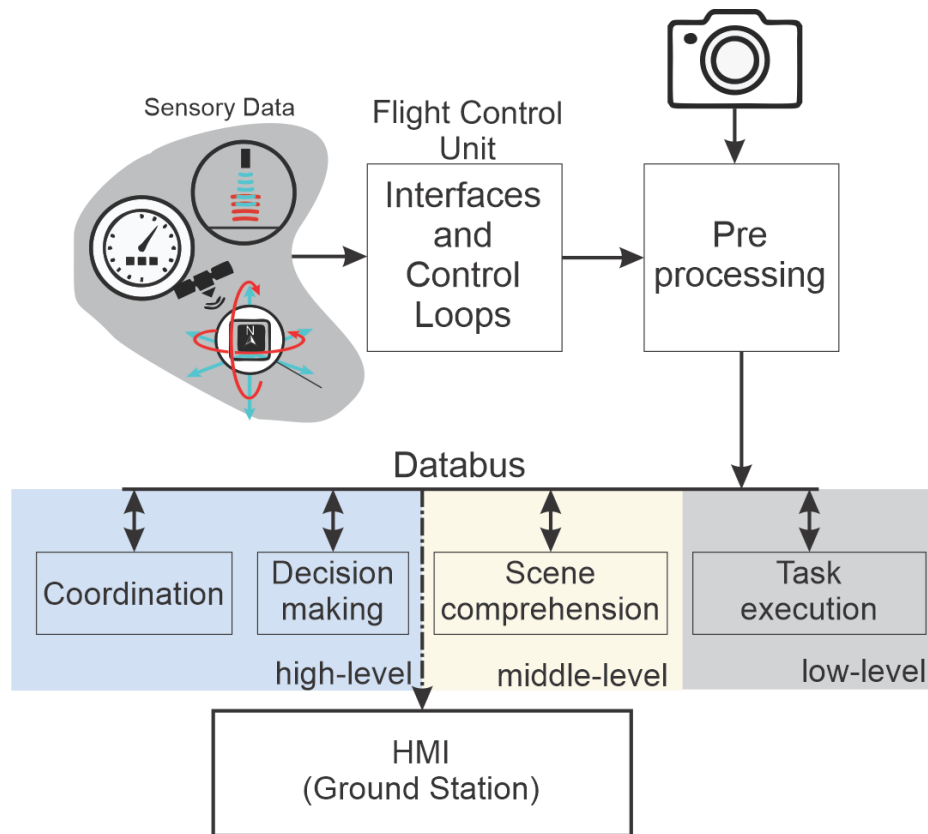 Sensory Data
Flight Control
Unit
Interfaces
and
Control
Loops
Pre
processing
N
Databus
Coordination
Decision
making
Scene
comprehension
Task
execution
high-level
middle-level
low-level
HMI
(Ground Station)